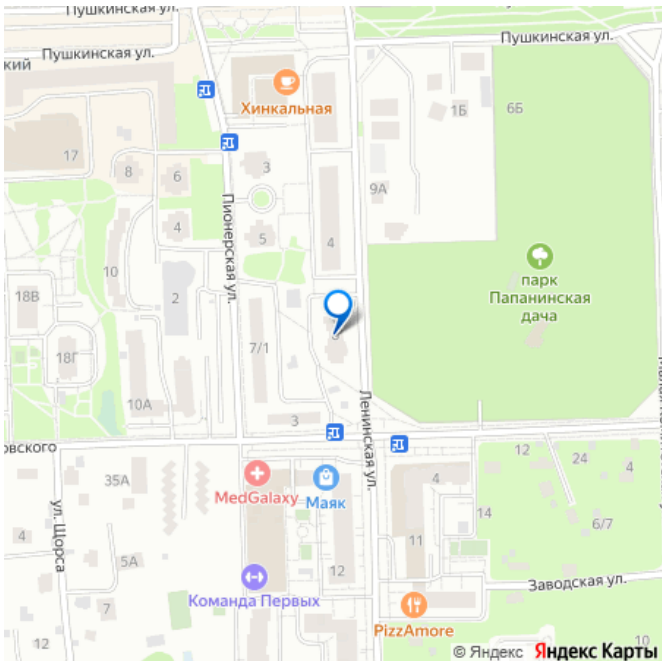 Пушкинская ул.
Пушкинская ул.
кий
Хинкальная
1Б
6Б
17
8
6
3
9А
Пионерская ул.
4
5
4
10
2
18В
парк
Папанинская
дача
7/1
18Г
10А
3
Ленинская ул.
овского
12
24
4
35А
MedGalaxy
Маяк
4
ул. Щорса
14
4
11
6/7
5А
12
7
Команда Первых
Заводская ул.
12
PizzAmore
© Яндекс Яндекс Карты